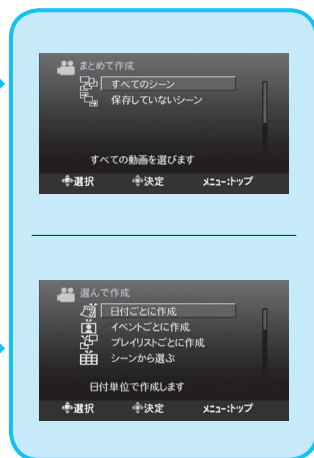 まとめて作成
すべてのシーン
保存していないシーン
すべての動画を選びます
選択 決定 メニュー:トップ
選んで作成
日付ごとに作成
イベントごとに作成
プレイリストごとに作成
シーンから選ぶ
日付単位で作成します
選択 決定 メニュー:トップ